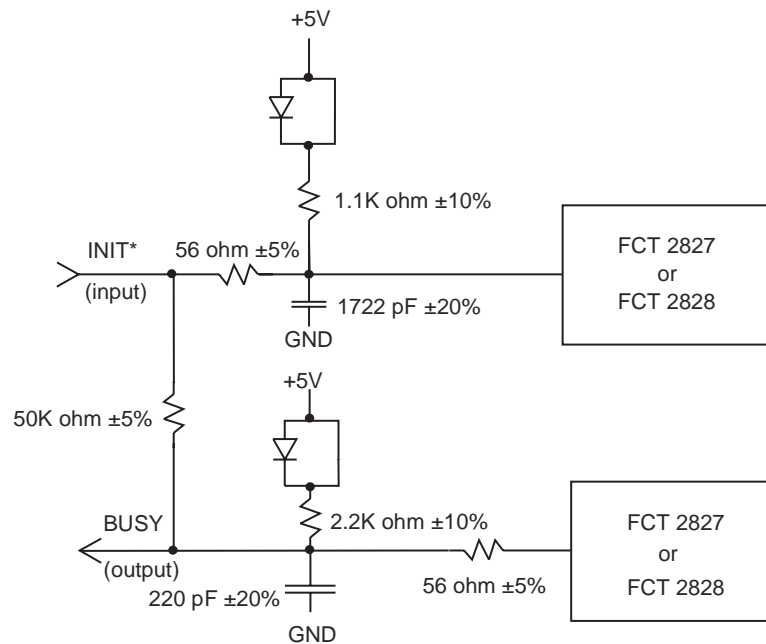 +5V
1.1K ohm ±10%
INIT*
(input)
56 ohm ±5%
FCT 2827
or
FCT 2828
1722 pF ±20%
GND
+5V
50K ohm ±5%
2.2K ohm ±10%
BUSY
(output)
FCT 2827
or
FCT 2828
220 pF ±20%
56 ohm ±5%
GND